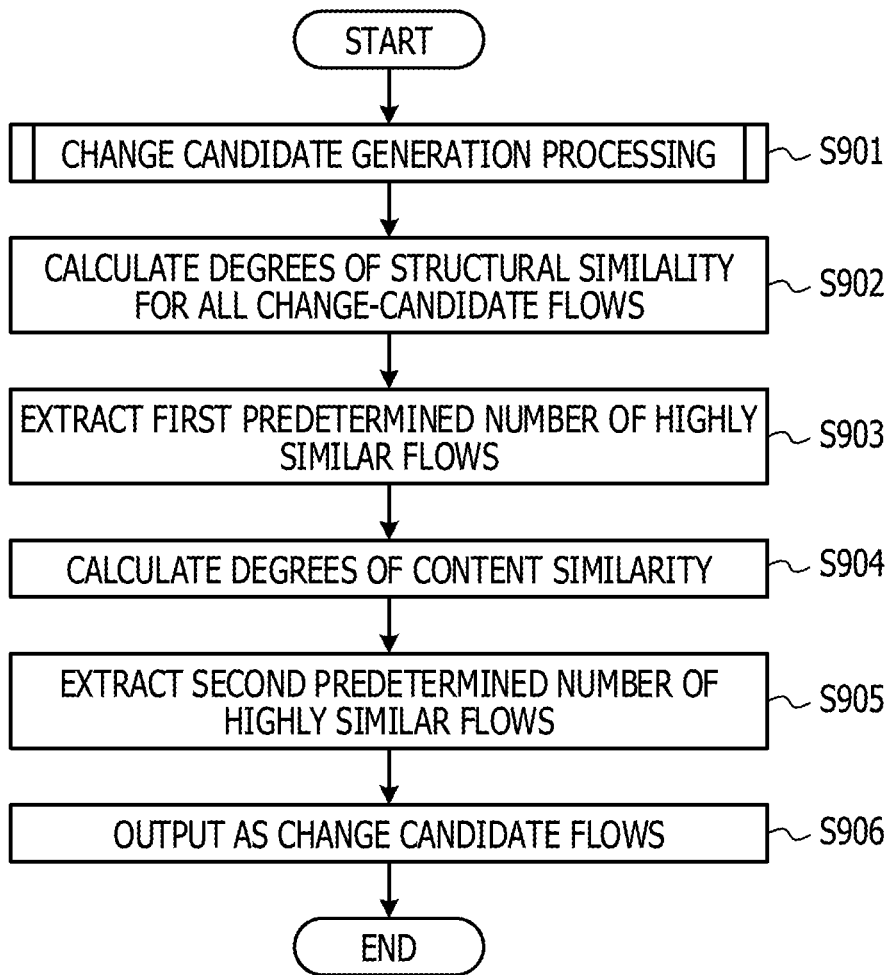 START
CHANGE CANDIDATE GENERATION PROCESSING
S901
CALCULATE DEGREES OF STRUCTURAL SIMILALITY
FOR ALL CHANGE-CANDIDATE FLOWS
S902
EXTRACT FIRST PREDETERMINED NUMBER OF HIGHLY
SIMILAR FLOWS
S903
CALCULATE DEGREES OF CONTENT SIMILARITY
S904
EXTRACT SECOND PREDETERMINED NUMBER OF
HIGHLY SIMILAR FLOWS
S905
OUTPUT AS CHANGE CANDIDATE FLOWS
S906
END